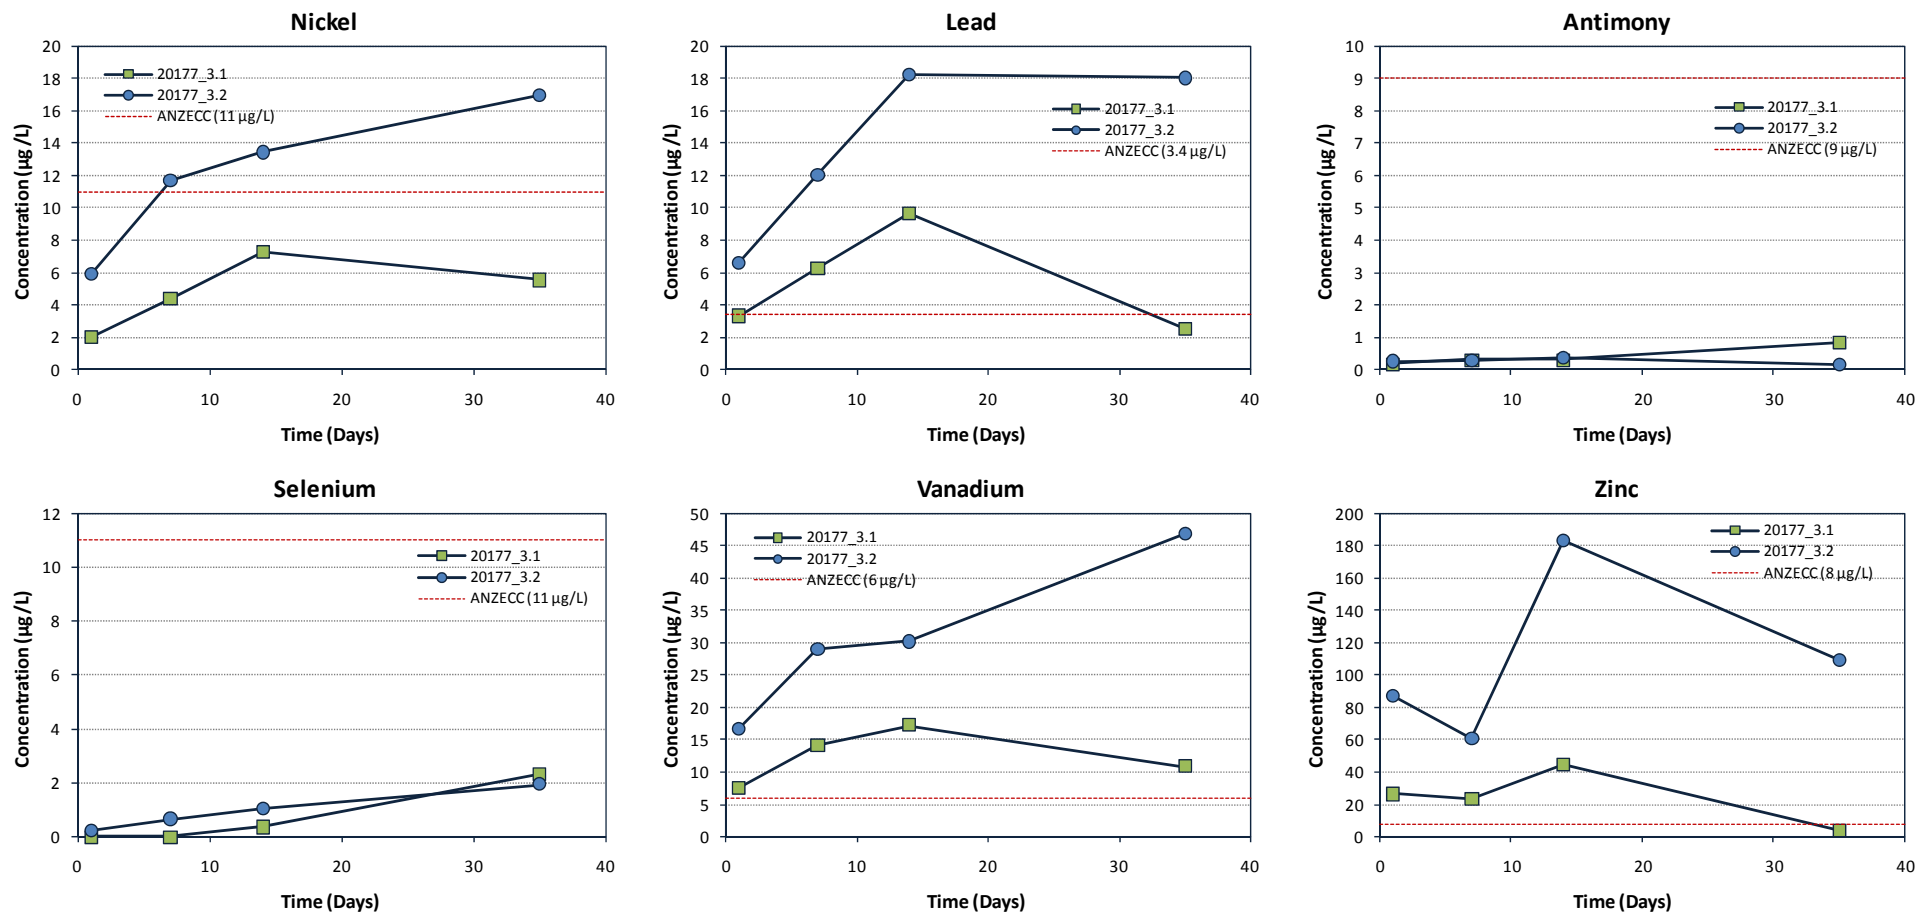 Nickel
Concentration (µg /L)
20
18
16
14
12
10
8
6
4
2
0
20177_3.1
20177_3.2
ANZECC (11 µg/L)
0 10 20 30 40
Time (Days)
Lead
Concentration (µg/L)
20
18
16
14
12
10
8
6
4
2
0
20177_3.1
20177_3.2
ANZECC (3.4 µg/L)
0 10 20 30 40
Time (Days)
Antimony
Concentration (µg/L)
10
9
8
7
6
5
4
3
2
1
0
20177_3.1
20177_3.2
ANZECC (9 µg/L)
0 10 20 30 40
Time (Days)
Selenium
Concentration (µg/L)
12
10
8
6
4
2
0
20177_3.1
20177_3.2
ANZECC (11 µg/L)
0 10 20 30 40
Time (Days)
Vanadium
Concentration (µg/L)
50
45
40
35
30
25
20
15
10
5
0
20177_3.1
20177_3.2
ANZECC (6 µg/L)
0 10 20 30 40
Time (Days)
Zinc
Concentration (µg/L)
200
180
160
140
120
100
80
60
40
20
0
20177_3.1
20177_3.2
ANZECC (8 µg/L)
0 10 20 30 40
Time (Days)